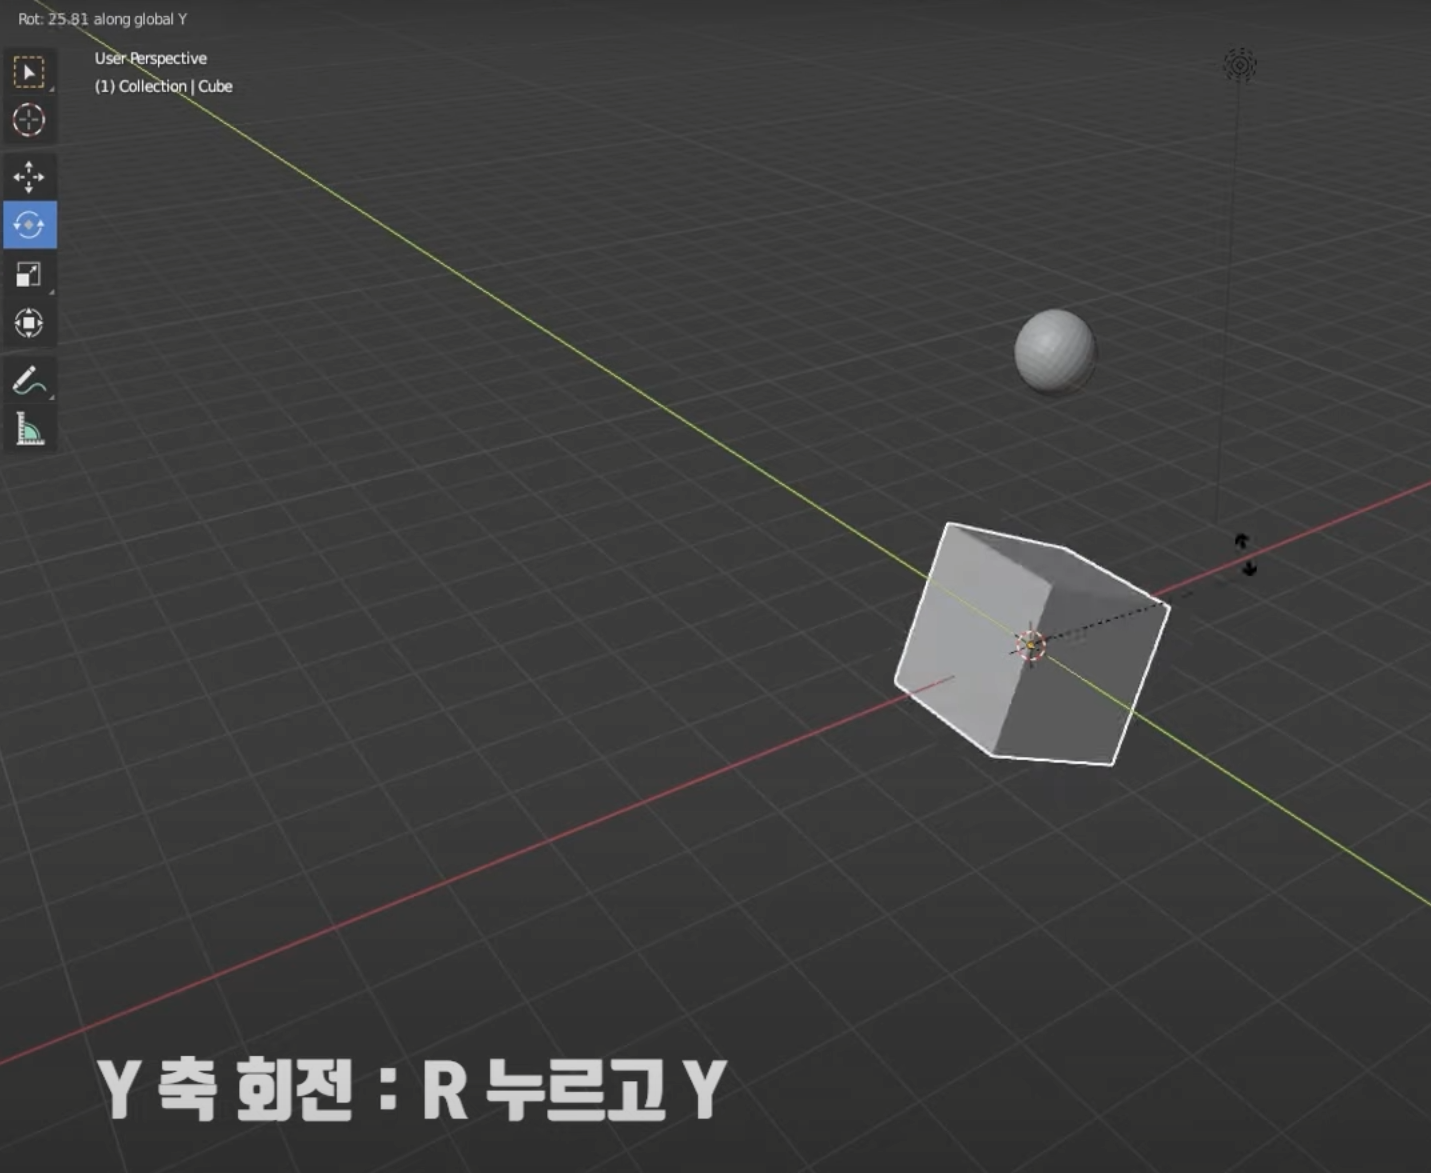 Rot: 25.81 along global Y
User Perspective
(1) Collection | Cube
Y 축 회전 : R 누르고 Y